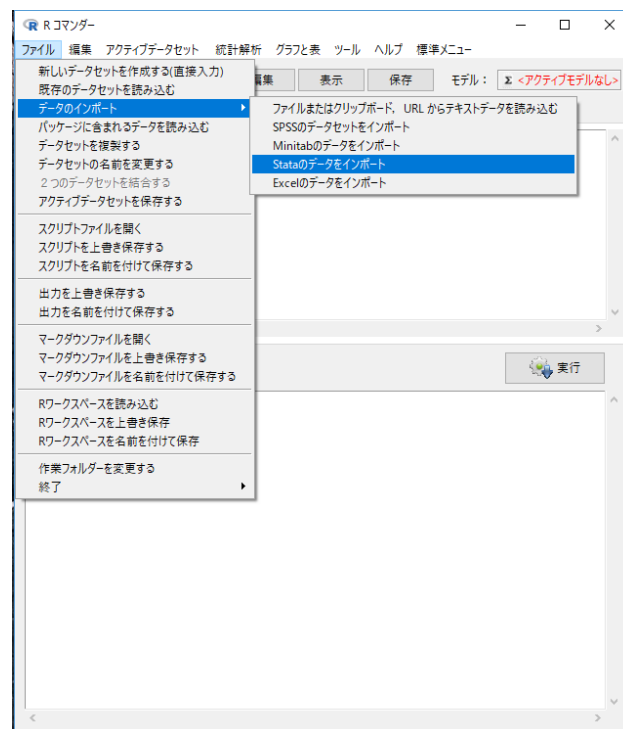 R コマンダー
ファイル 編集 アクティブデータセット 統計解析 グラフと表 ツール ヘルプ 標準メニュー
編集 表示 保存 モデル: Σ <アクティブモデルなし>
新しいデータセットを作成する(直接入力)
既存のデータセットを読み込む
データのインポート
パッケージに含まれるデータを読み込む
データセットを複製する
データセットの名前を変更する
2つのデータセットを結合する
アクティブデータセットを保存する
ファイルまたはクリップボード, URL からテキストデータを読み込む
SPSSのデータセットをインポート
Minitabのデータをインポート
Stataのデータをインポート
Excelのデータをインポート
スクリプトファイルを開く
スクリプトを上書き保存する
スクリプトを名前を付けて保存する
出力を上書き保存する
出力を名前を付けて保存する
マークダウンファイルを開く
マークダウンファイルを上書き保存する
マークダウンファイルを名前を付けて保存する
実行
Rワークスペースを読み込む
Rワークスペースを上書き保存
Rワークスペースを名前を付けて保存
作業フォルダーを変更する
終了